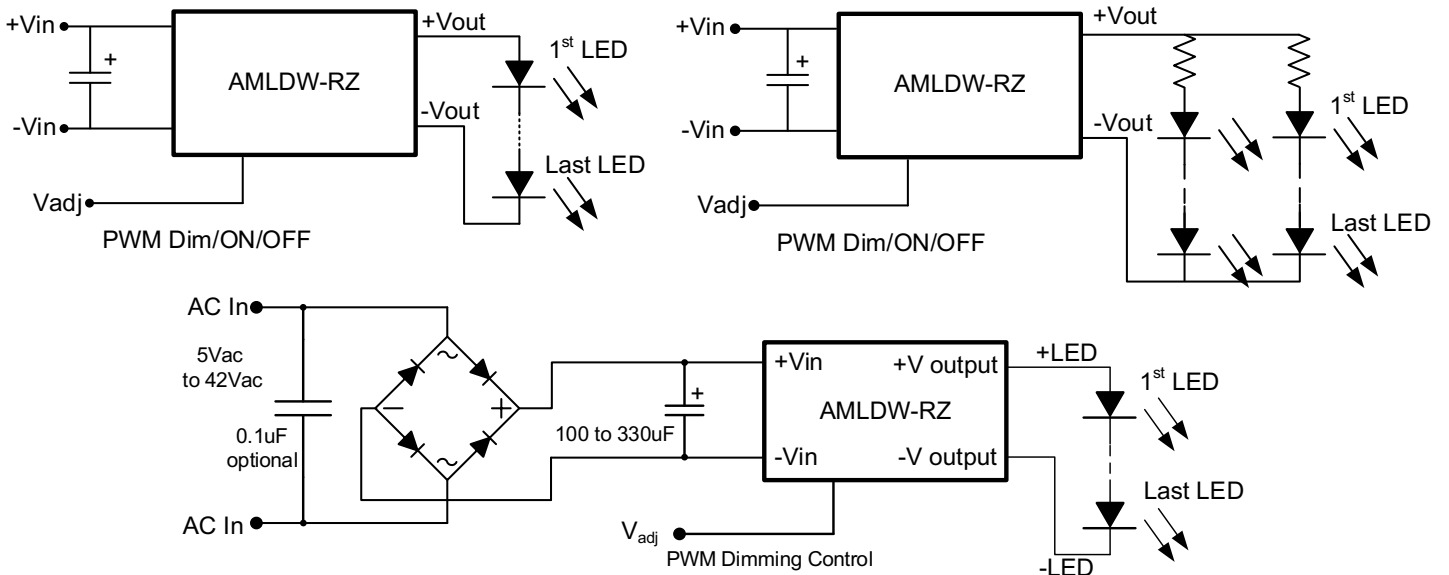 +Vin
+
-Vin
AMLDW-RZ
+Vout
-Vout
1st LED
Last LED
Vadj
PWM Dim/ON/OFF
+Vin
+
-Vin
AMLDW-RZ
+Vout
-Vout
1st LED
Last LED
Vadj
PWM Dim/ON/OFF
AC In
5Vac
to 42Vac
0.1uF
optional
AC In
~
−
+
~
+
100 to 330uF
+Vin
+V output
AMLDW-RZ
-Vin
-V output
+LED
1st LED
Last LED
-LED
Vadj
PWM Dimming Control